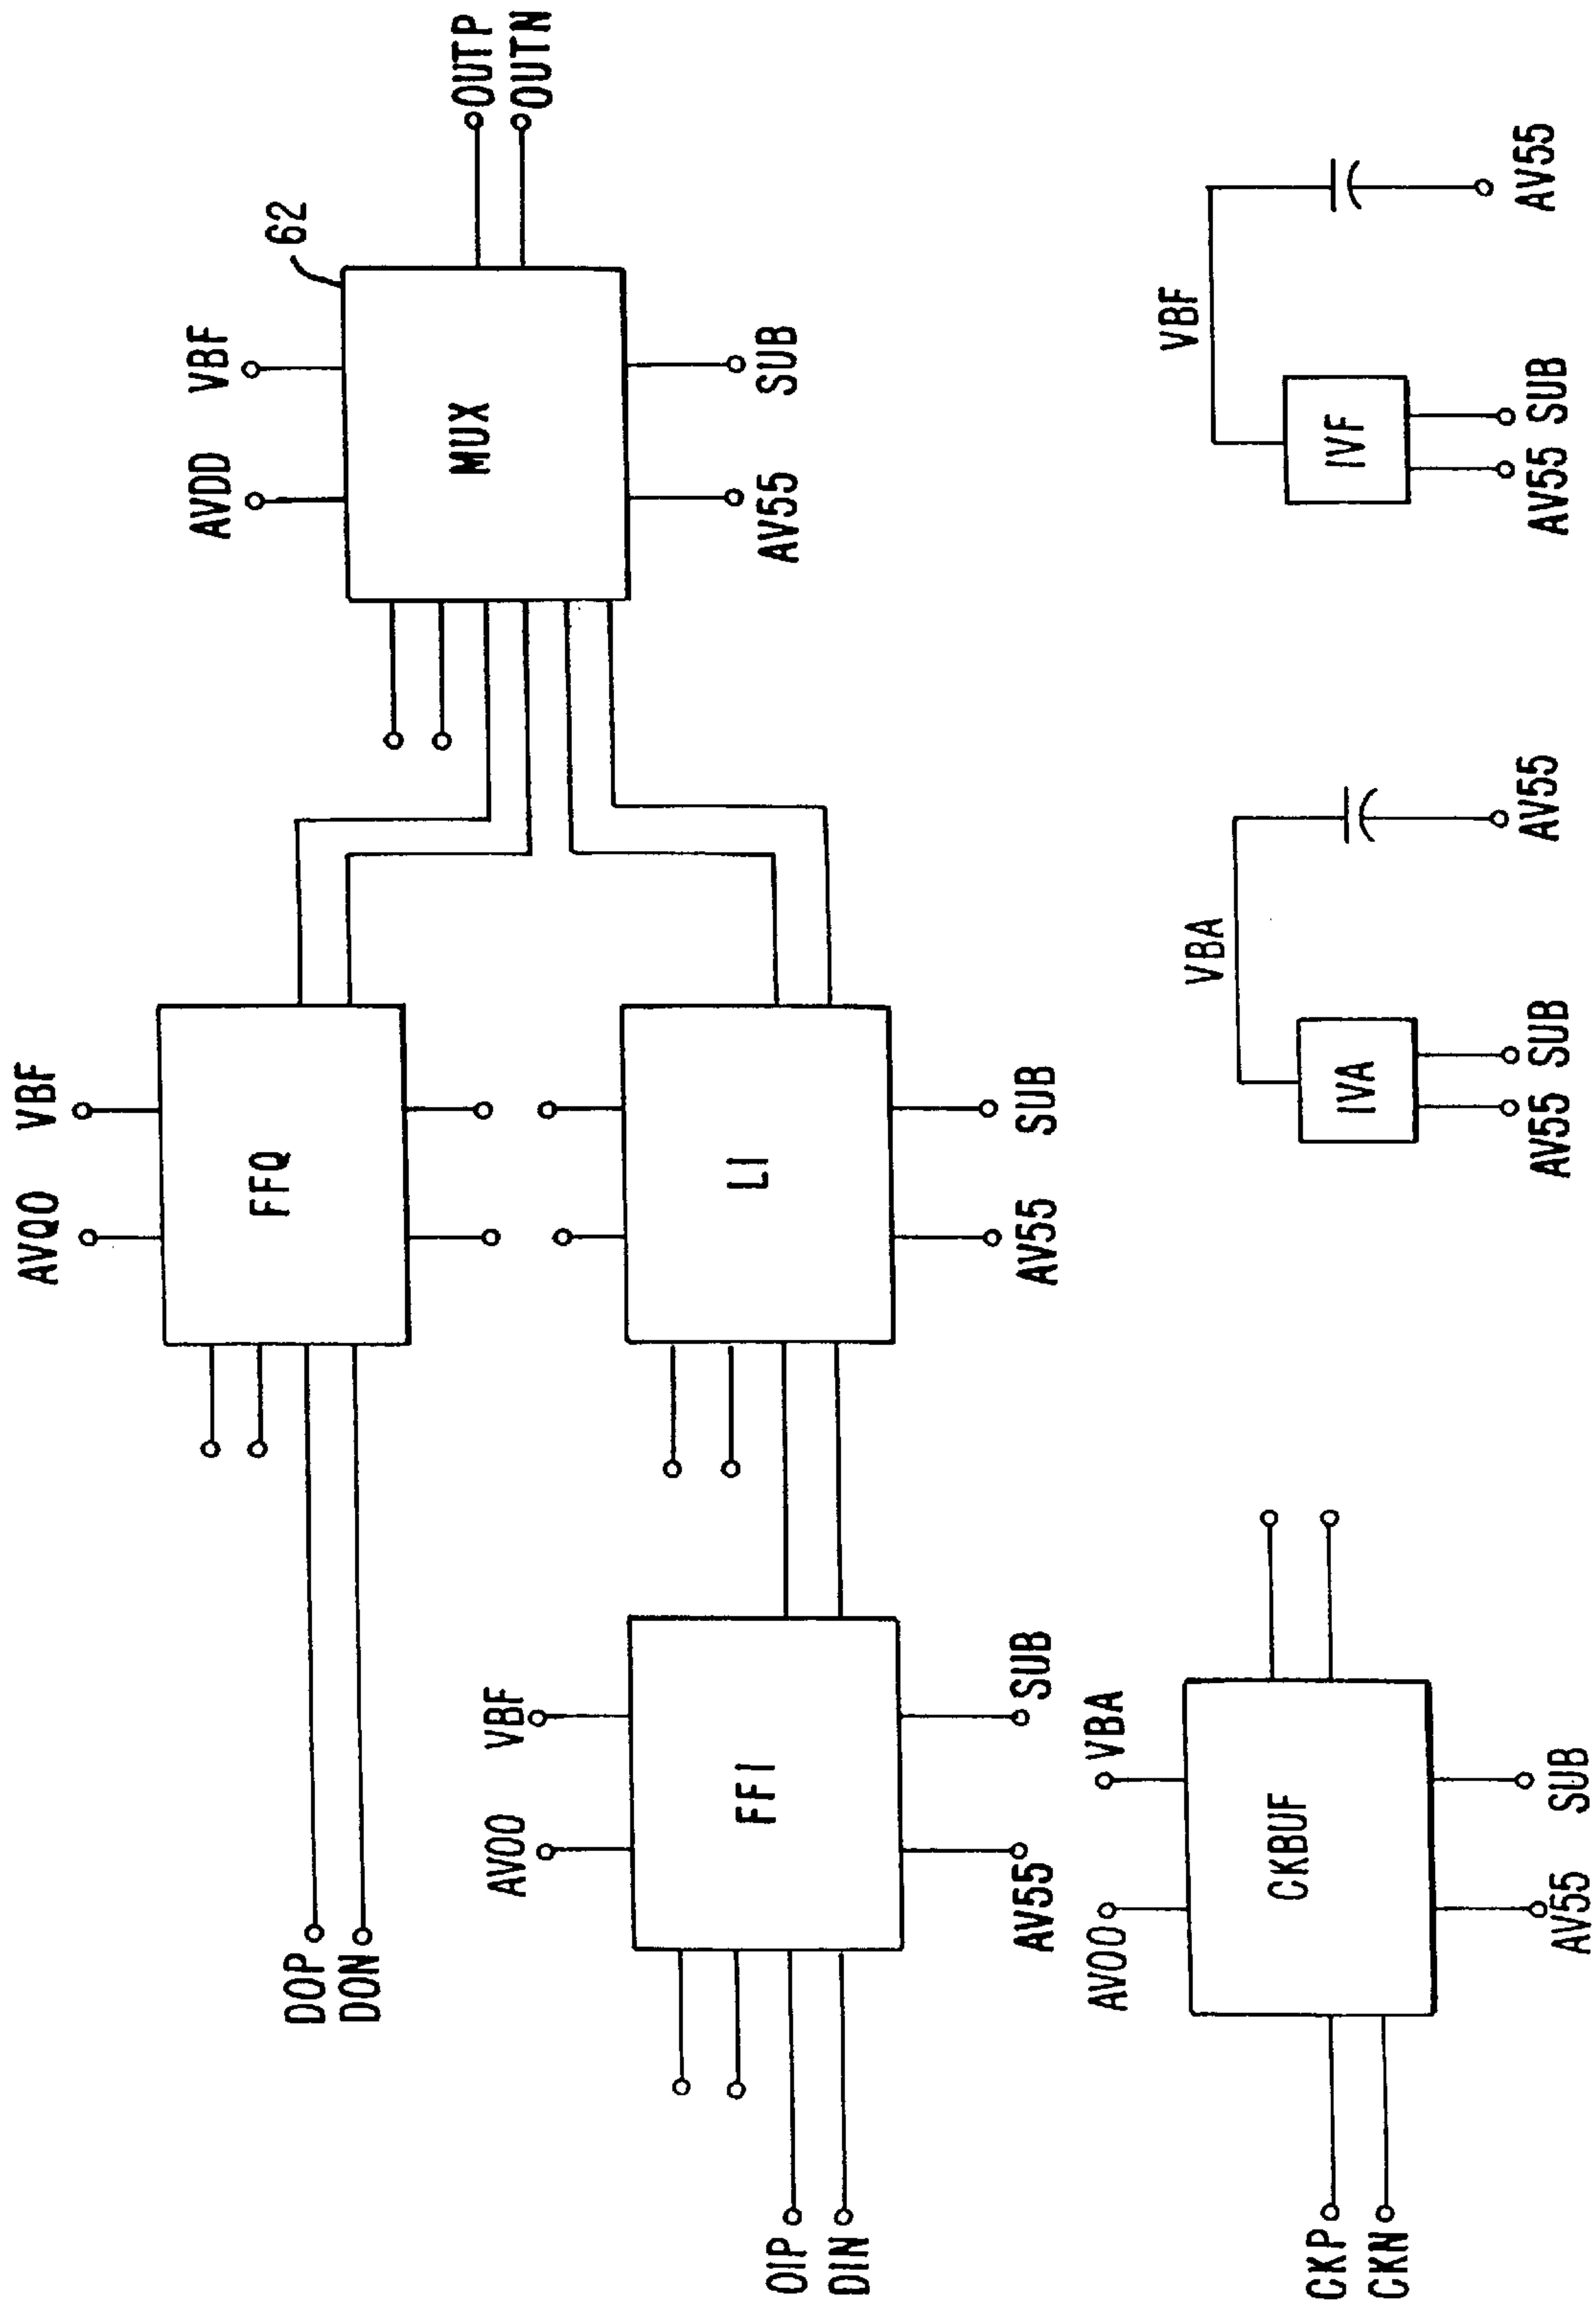 AVQO VBF
FFQ
DOP
DON
AVDD VBF
62
MUX
OUTP
OUTN
AV55 SUB
AVOO VBF
FFI
OIP
DIN
AV55 SUB
LI
AV55 SUB
AVOO VBA
CKBUF
CKP
CKN
AV55 SUB
VBA
IVA
AV55 SUB
AV55
VBF
IVF
AV55 SUB
AV55